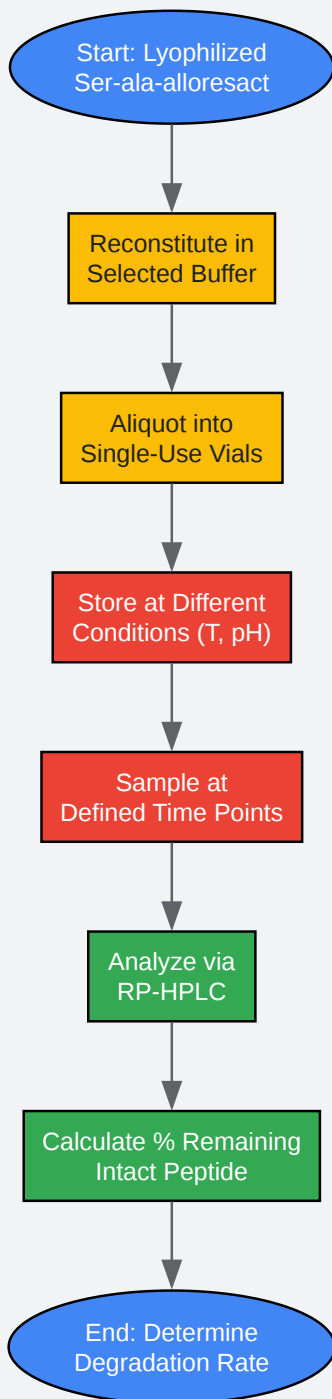 Start: Lyophilized
Ser-ala-alloresact
Reconstitute in
Selected Buffer
Aliquot into
Single-Use Vials
Store at Different
Conditions (T, pH)
Sample at
Defined Time Points
Analyze via
RP-HPLC
Calculate % Remaining
Intact Peptide
End: Determine
Degradation Rate